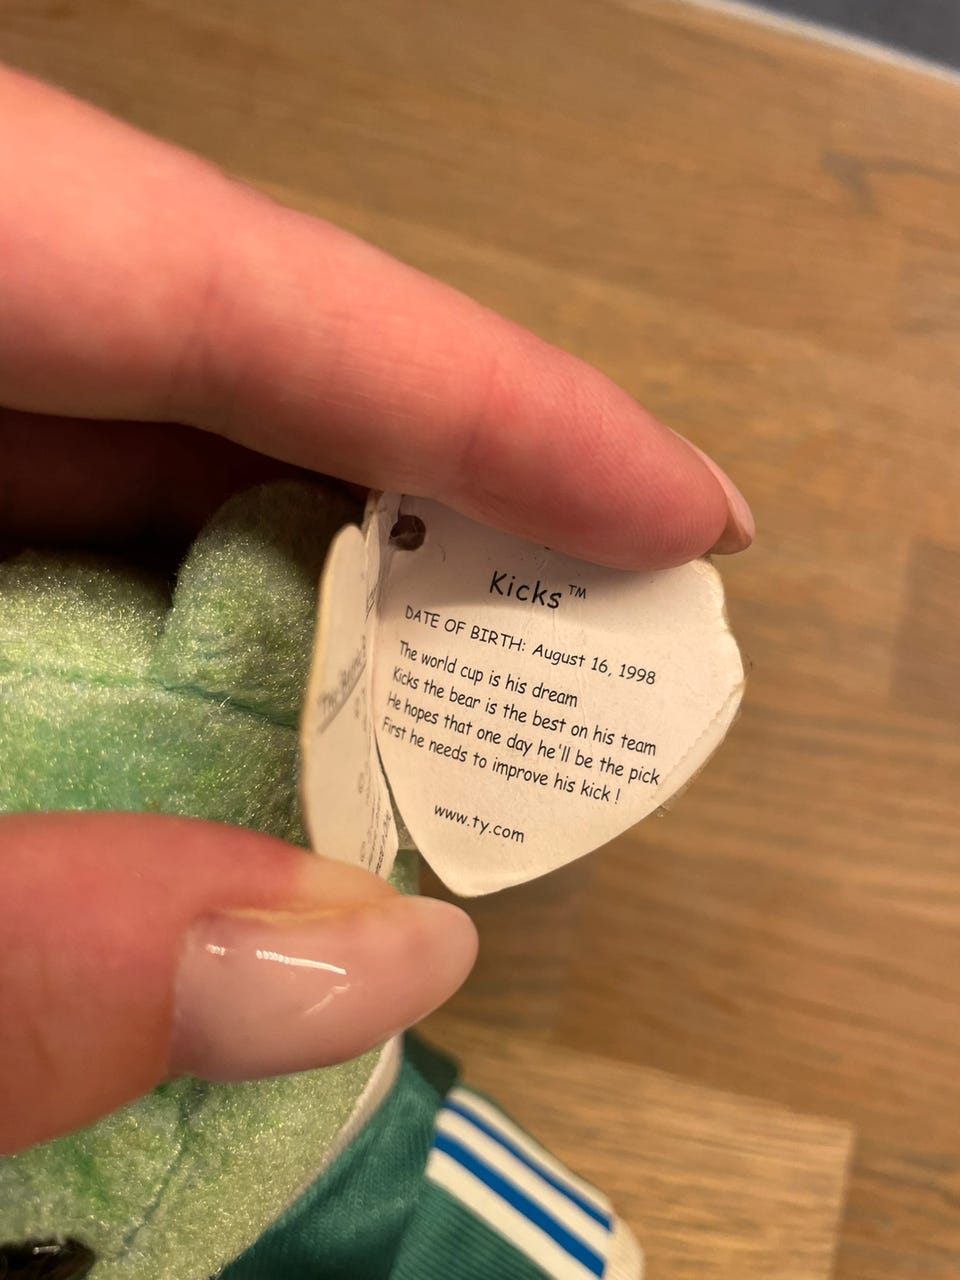 Kicks™
DATE OF BIRTH: August 16, 1998
The world cup is his dream
Kicks the bear is the best on his team
He hopes that one day he'll be the pick
First he needs to improve his kick !
www.ty.com